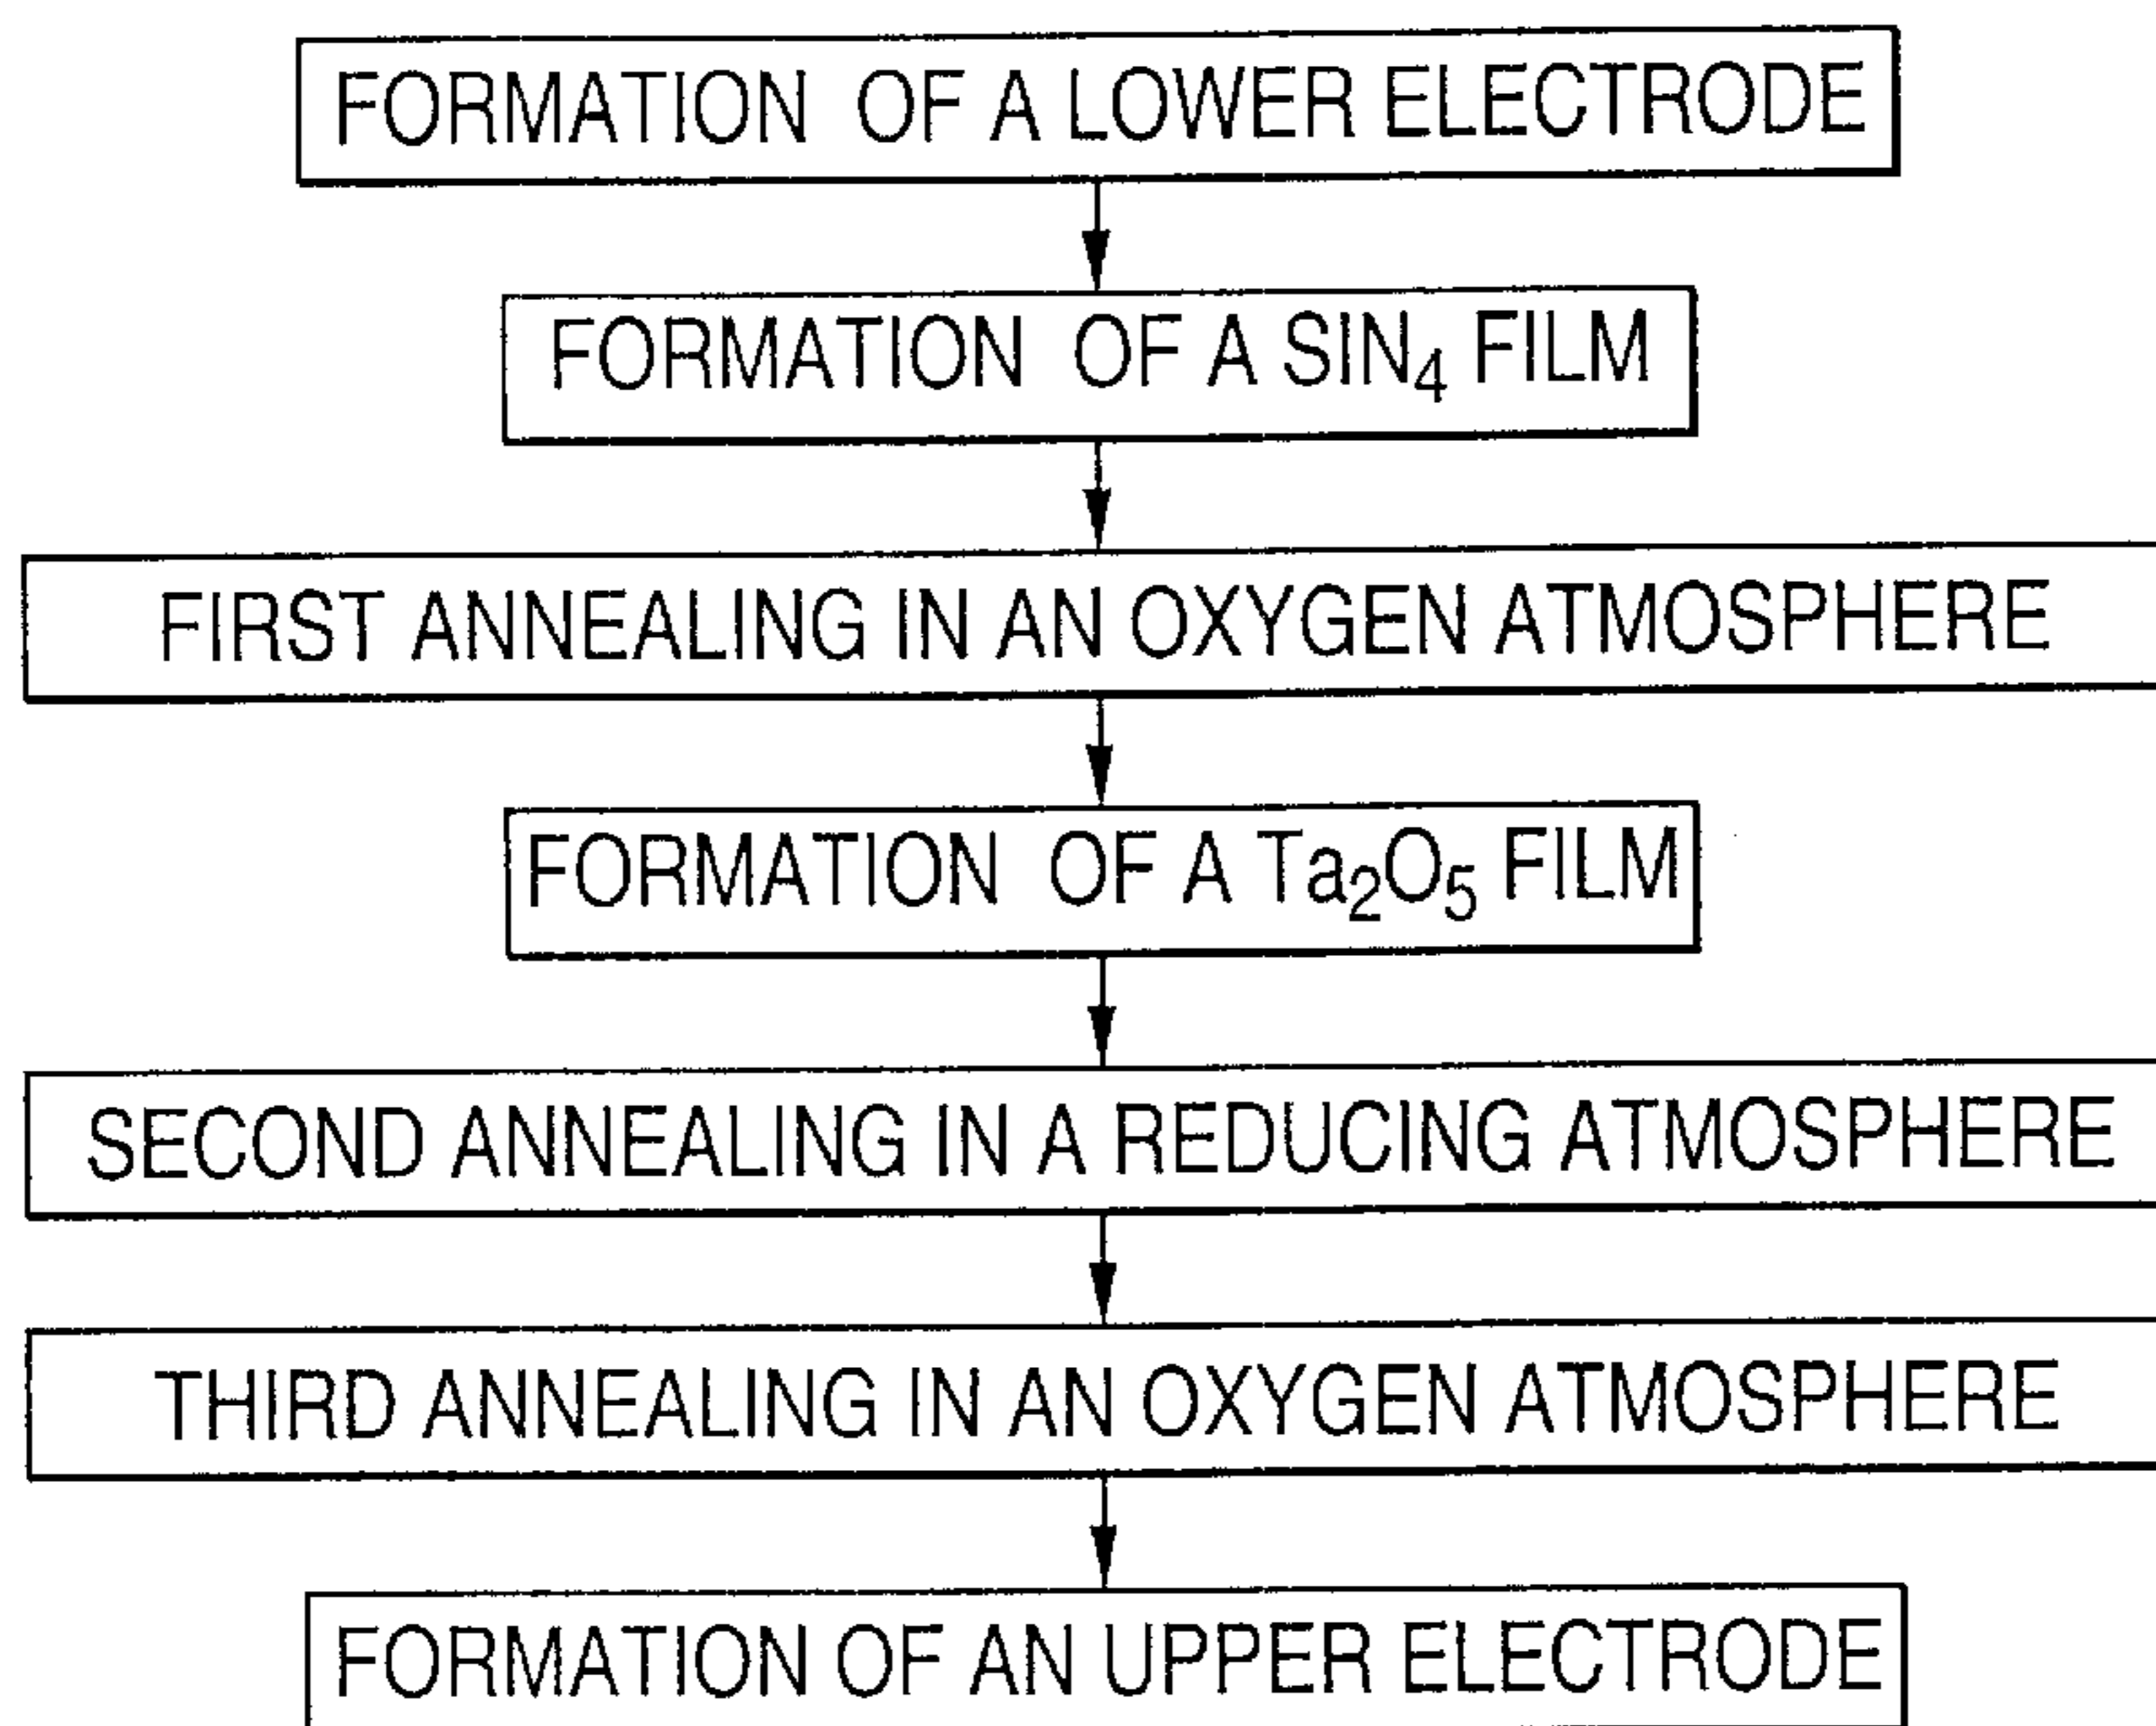 FORMATION OF A LOWER ELECTRODE
FORMATION OF A SIN₄ FILM
FIRST ANNEALING IN AN OXYGEN ATMOSPHERE
FORMATION OF A Ta₂O₅ FILM
SECOND ANNEALING IN A REDUCING ATMOSPHERE
THIRD ANNEALING IN AN OXYGEN ATMOSPHERE
FORMATION OF AN UPPER ELECTRODE